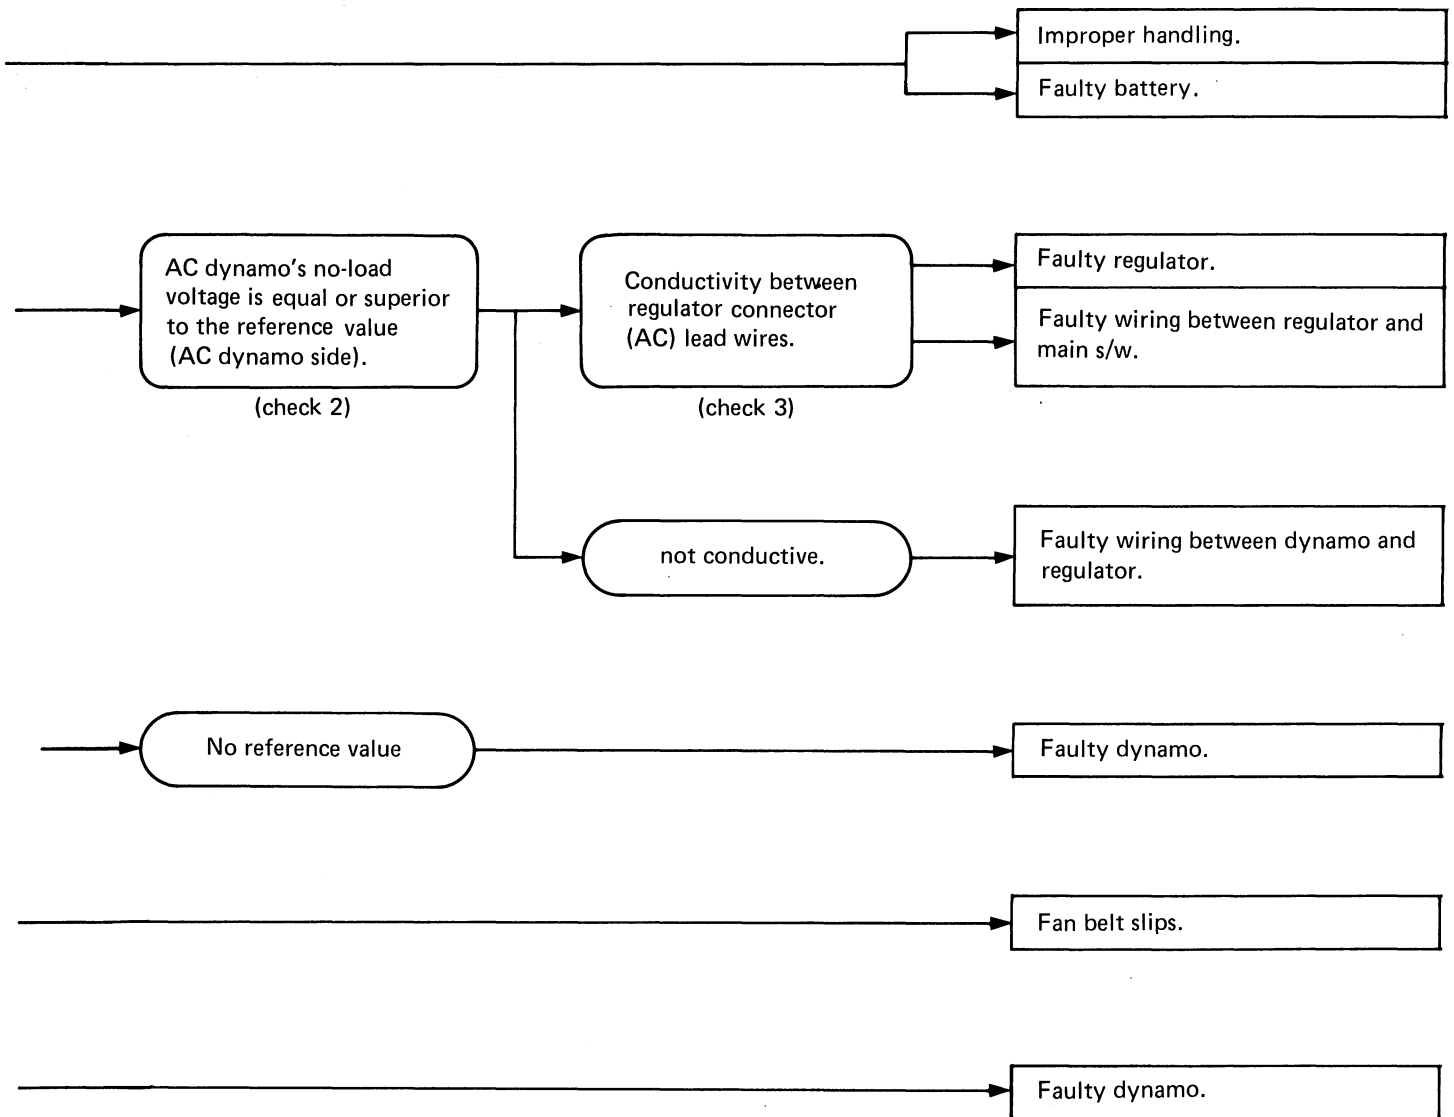 Improper handling.
Faulty battery.
AC dynamo's no-load
voltage is equal or superior
to the reference value
(AC dynamo side).
(check 2)
Conductivity between
regulator connector
(AC) lead wires.
(check 3)
Faulty regulator.
Faulty wiring between regulator and
main s/w.
not conductive.
Faulty wiring between dynamo and
regulator.
No reference value
Faulty dynamo.
Fan belt slips.
Faulty dynamo.